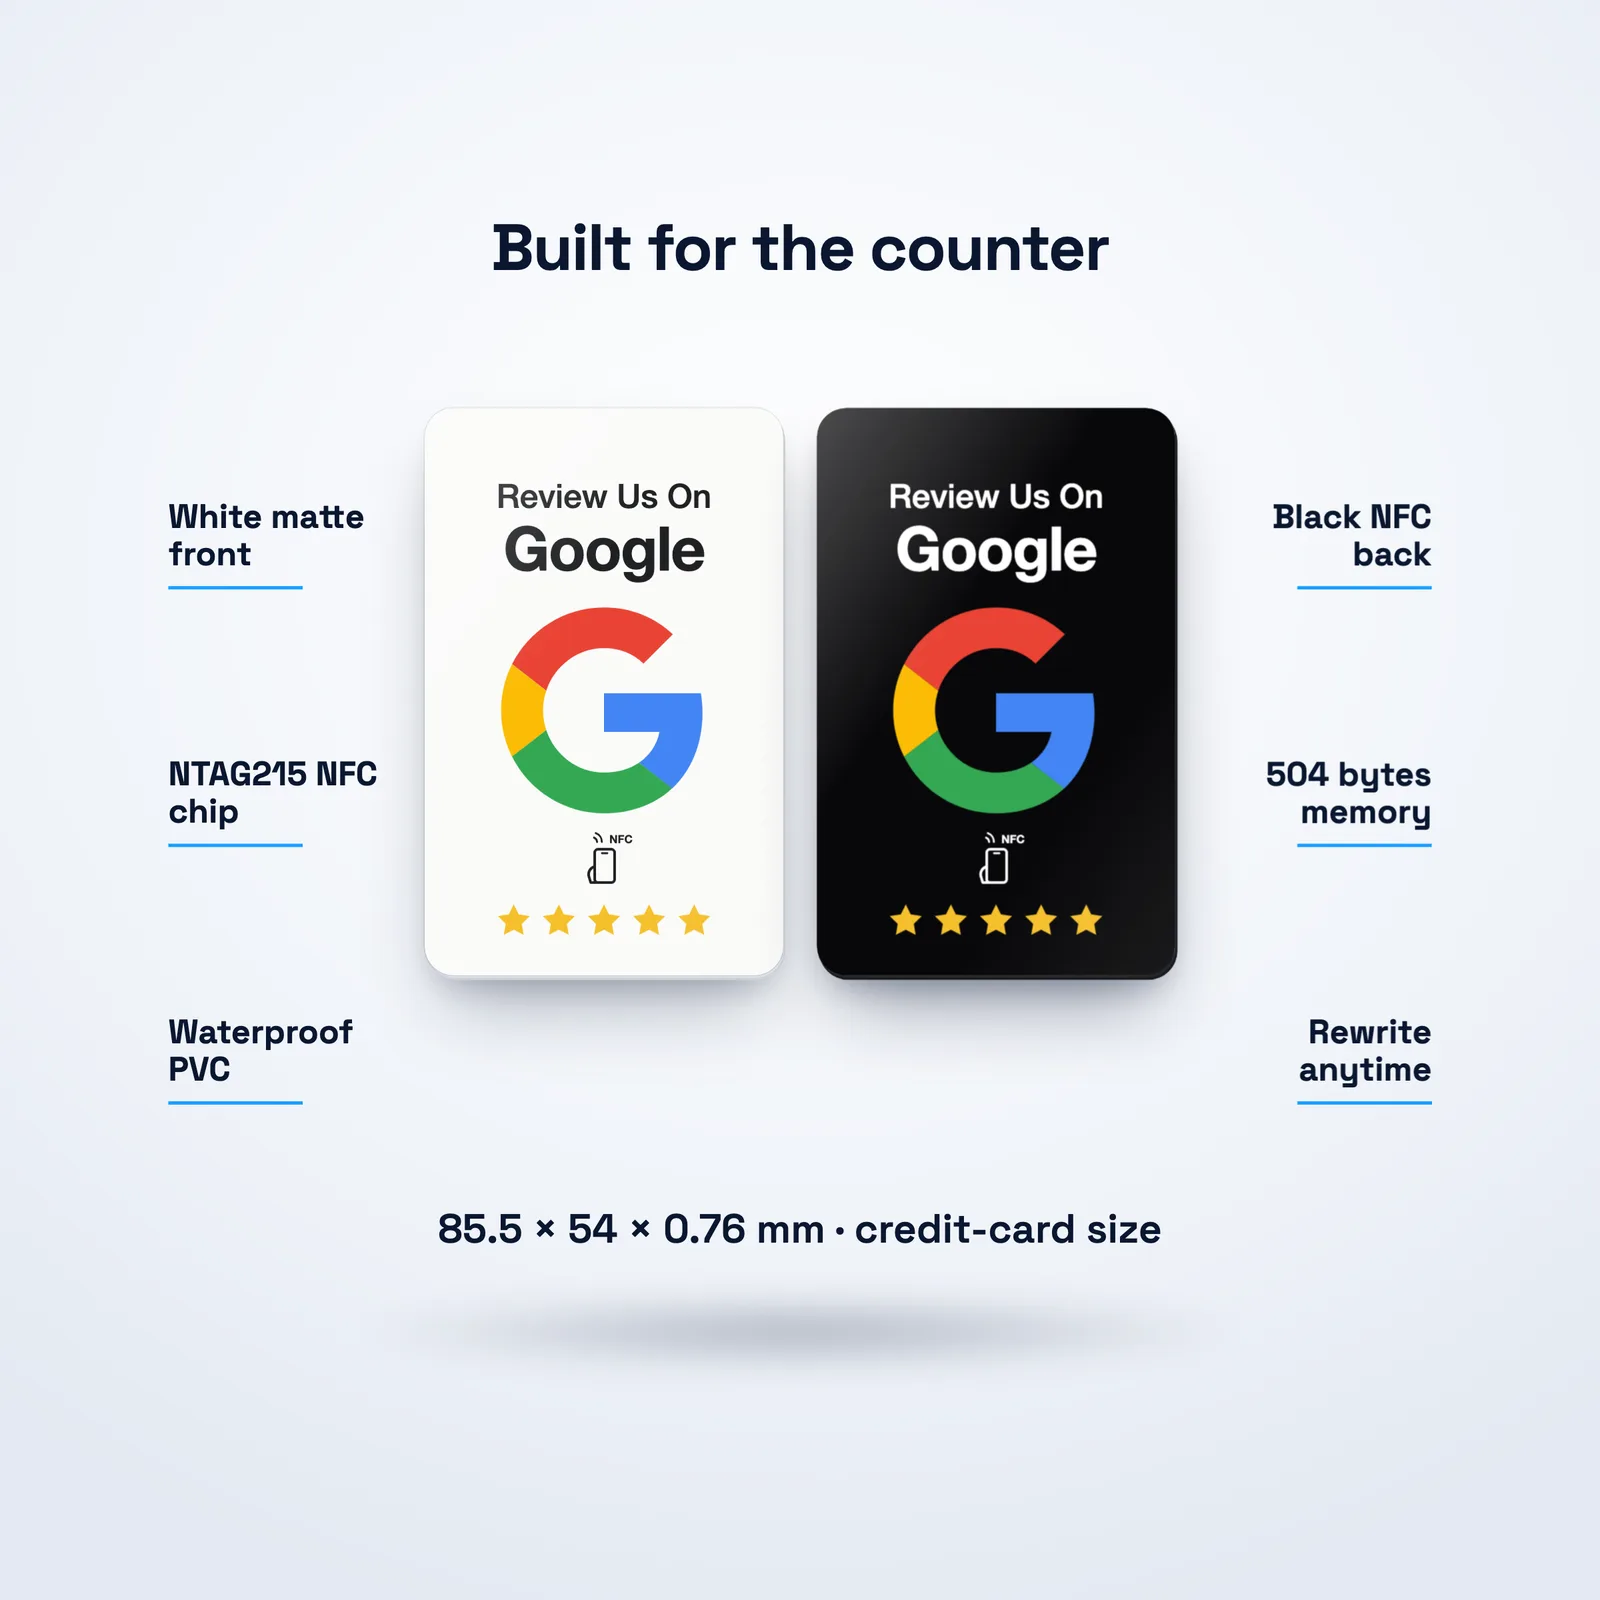 Built for the counter
White matte
front
NTAG215 NFC
chip
Waterproof
PVC
Review Us On
Google
NFC
Review Us On
Google
NFC
Black NFC
back
504 bytes
memory
Rewrite
anytime
85.5 × 54 × 0.76 mm · credit-card size